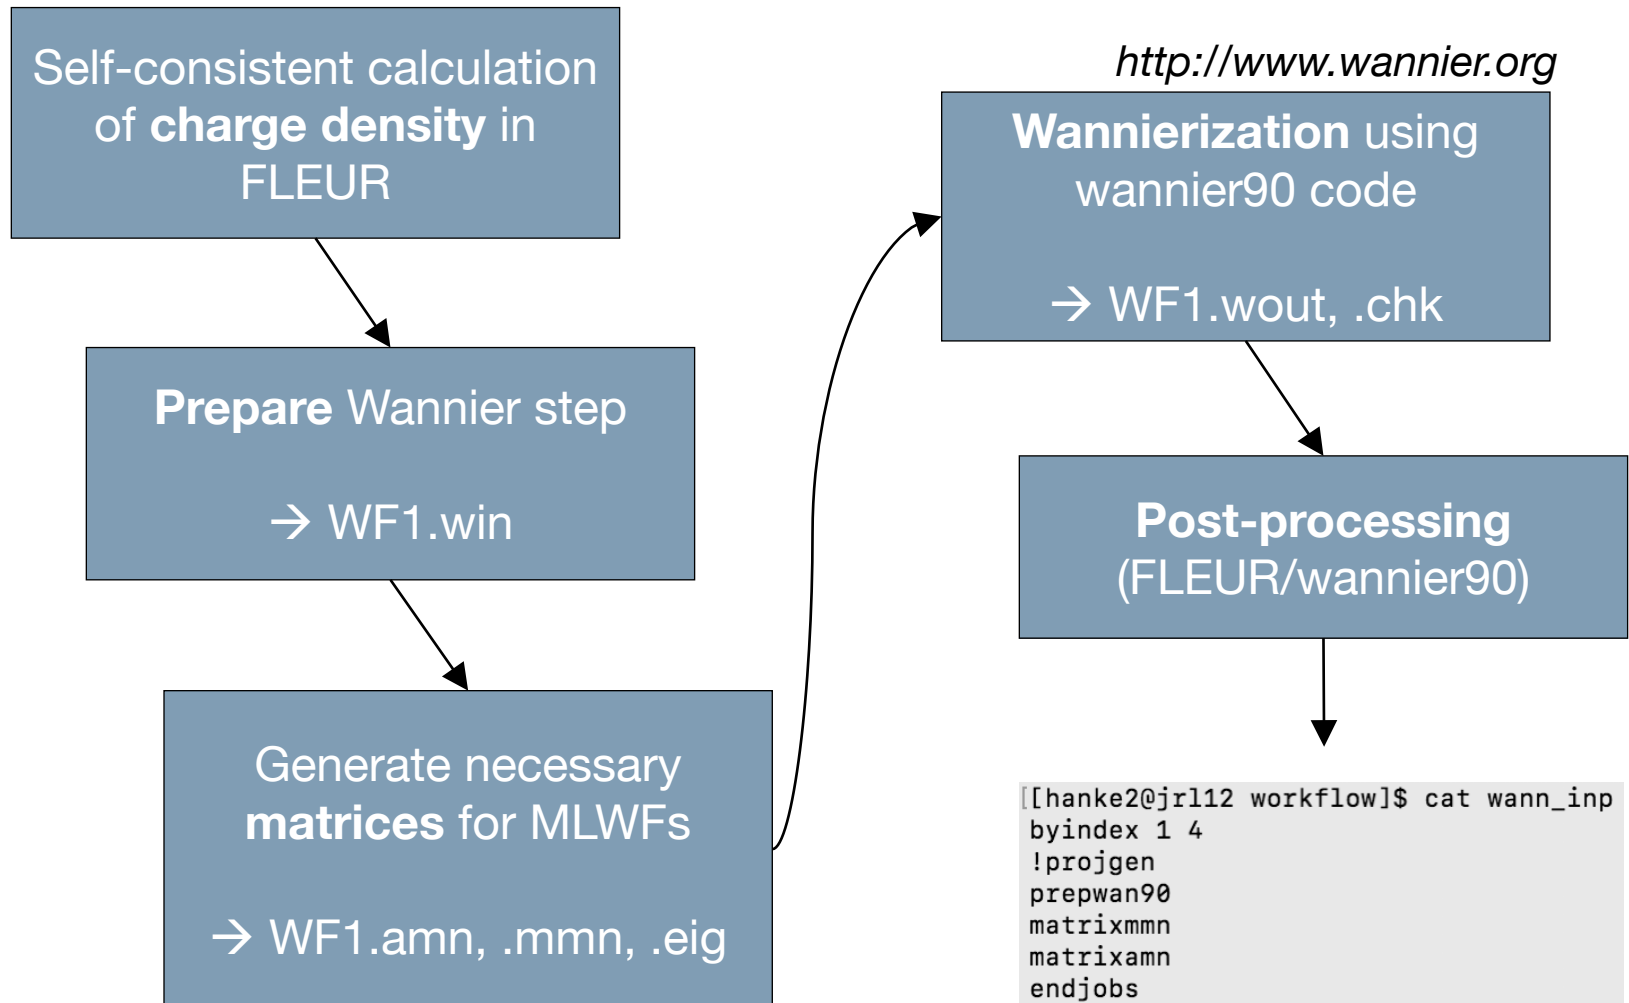 Self-consistent calculation
of charge density in
FLEUR
Prepare Wannier step
→ WF1.win
Generate necessary
matrices for MLWFs
→ WF1.amn, .mmn, .eig
http://www.wannier.org
Wannierization using
wannier90 code
→ WF1.wout, .chk
Post-processing
(FLEUR/wannier90)
[[hanke2@jrl12 workflow]$ cat wann_inp
byindex 1 4
!projgen
prepwan90
matrixmmn
matrixamn
endjobs